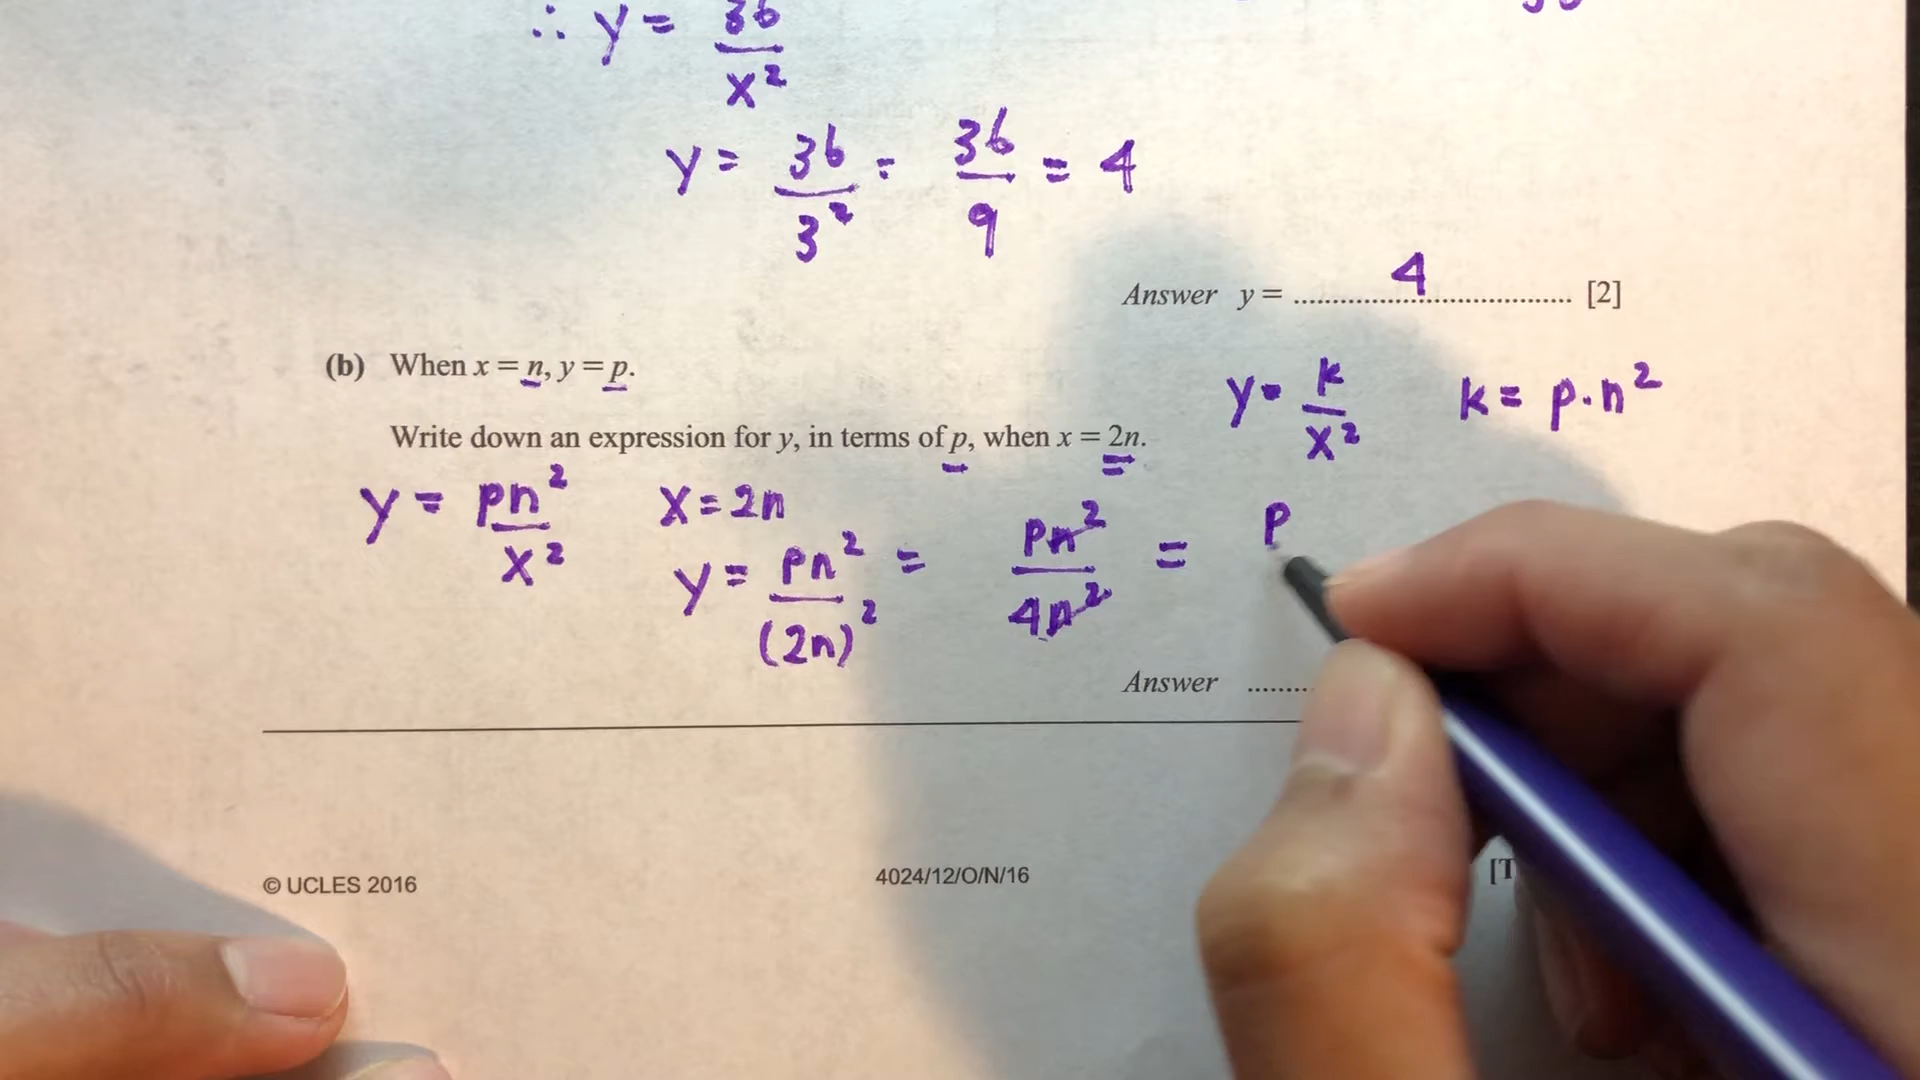 ∴ y = 36/x²
y = 36/3² = 36/9 = 4
Answer y = 4 [2]
(b) When x = n, y = p.
y = k/x² k = p·n²
Write down an expression for y, in terms of p, when x = 2n.
y = pn²/x² x = 2n
y = pn²/(2n)² = pn²/4n² = p
Answer ........
© UCLES 2016 4024/12/O/N/16 [T